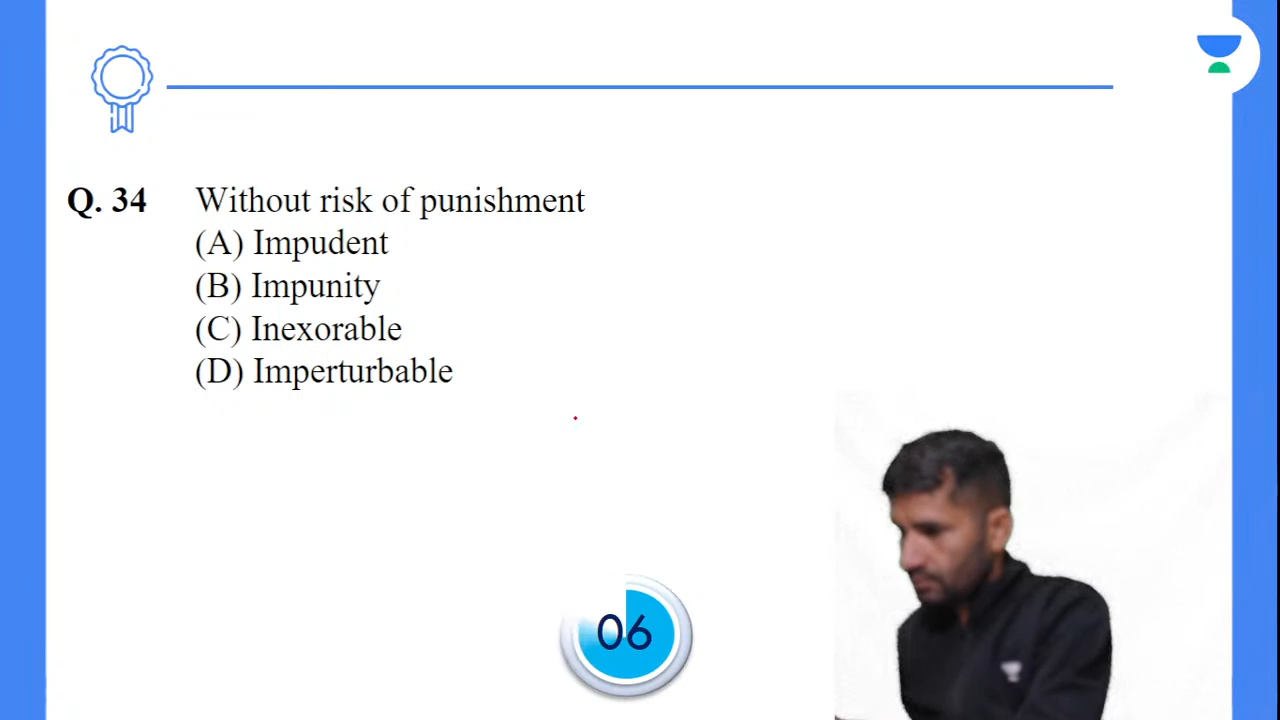 Q. 34 Without risk of punishment
(A) Impudent
(B) Impunity
(C) Inexorable
(D) Imperturbable
06